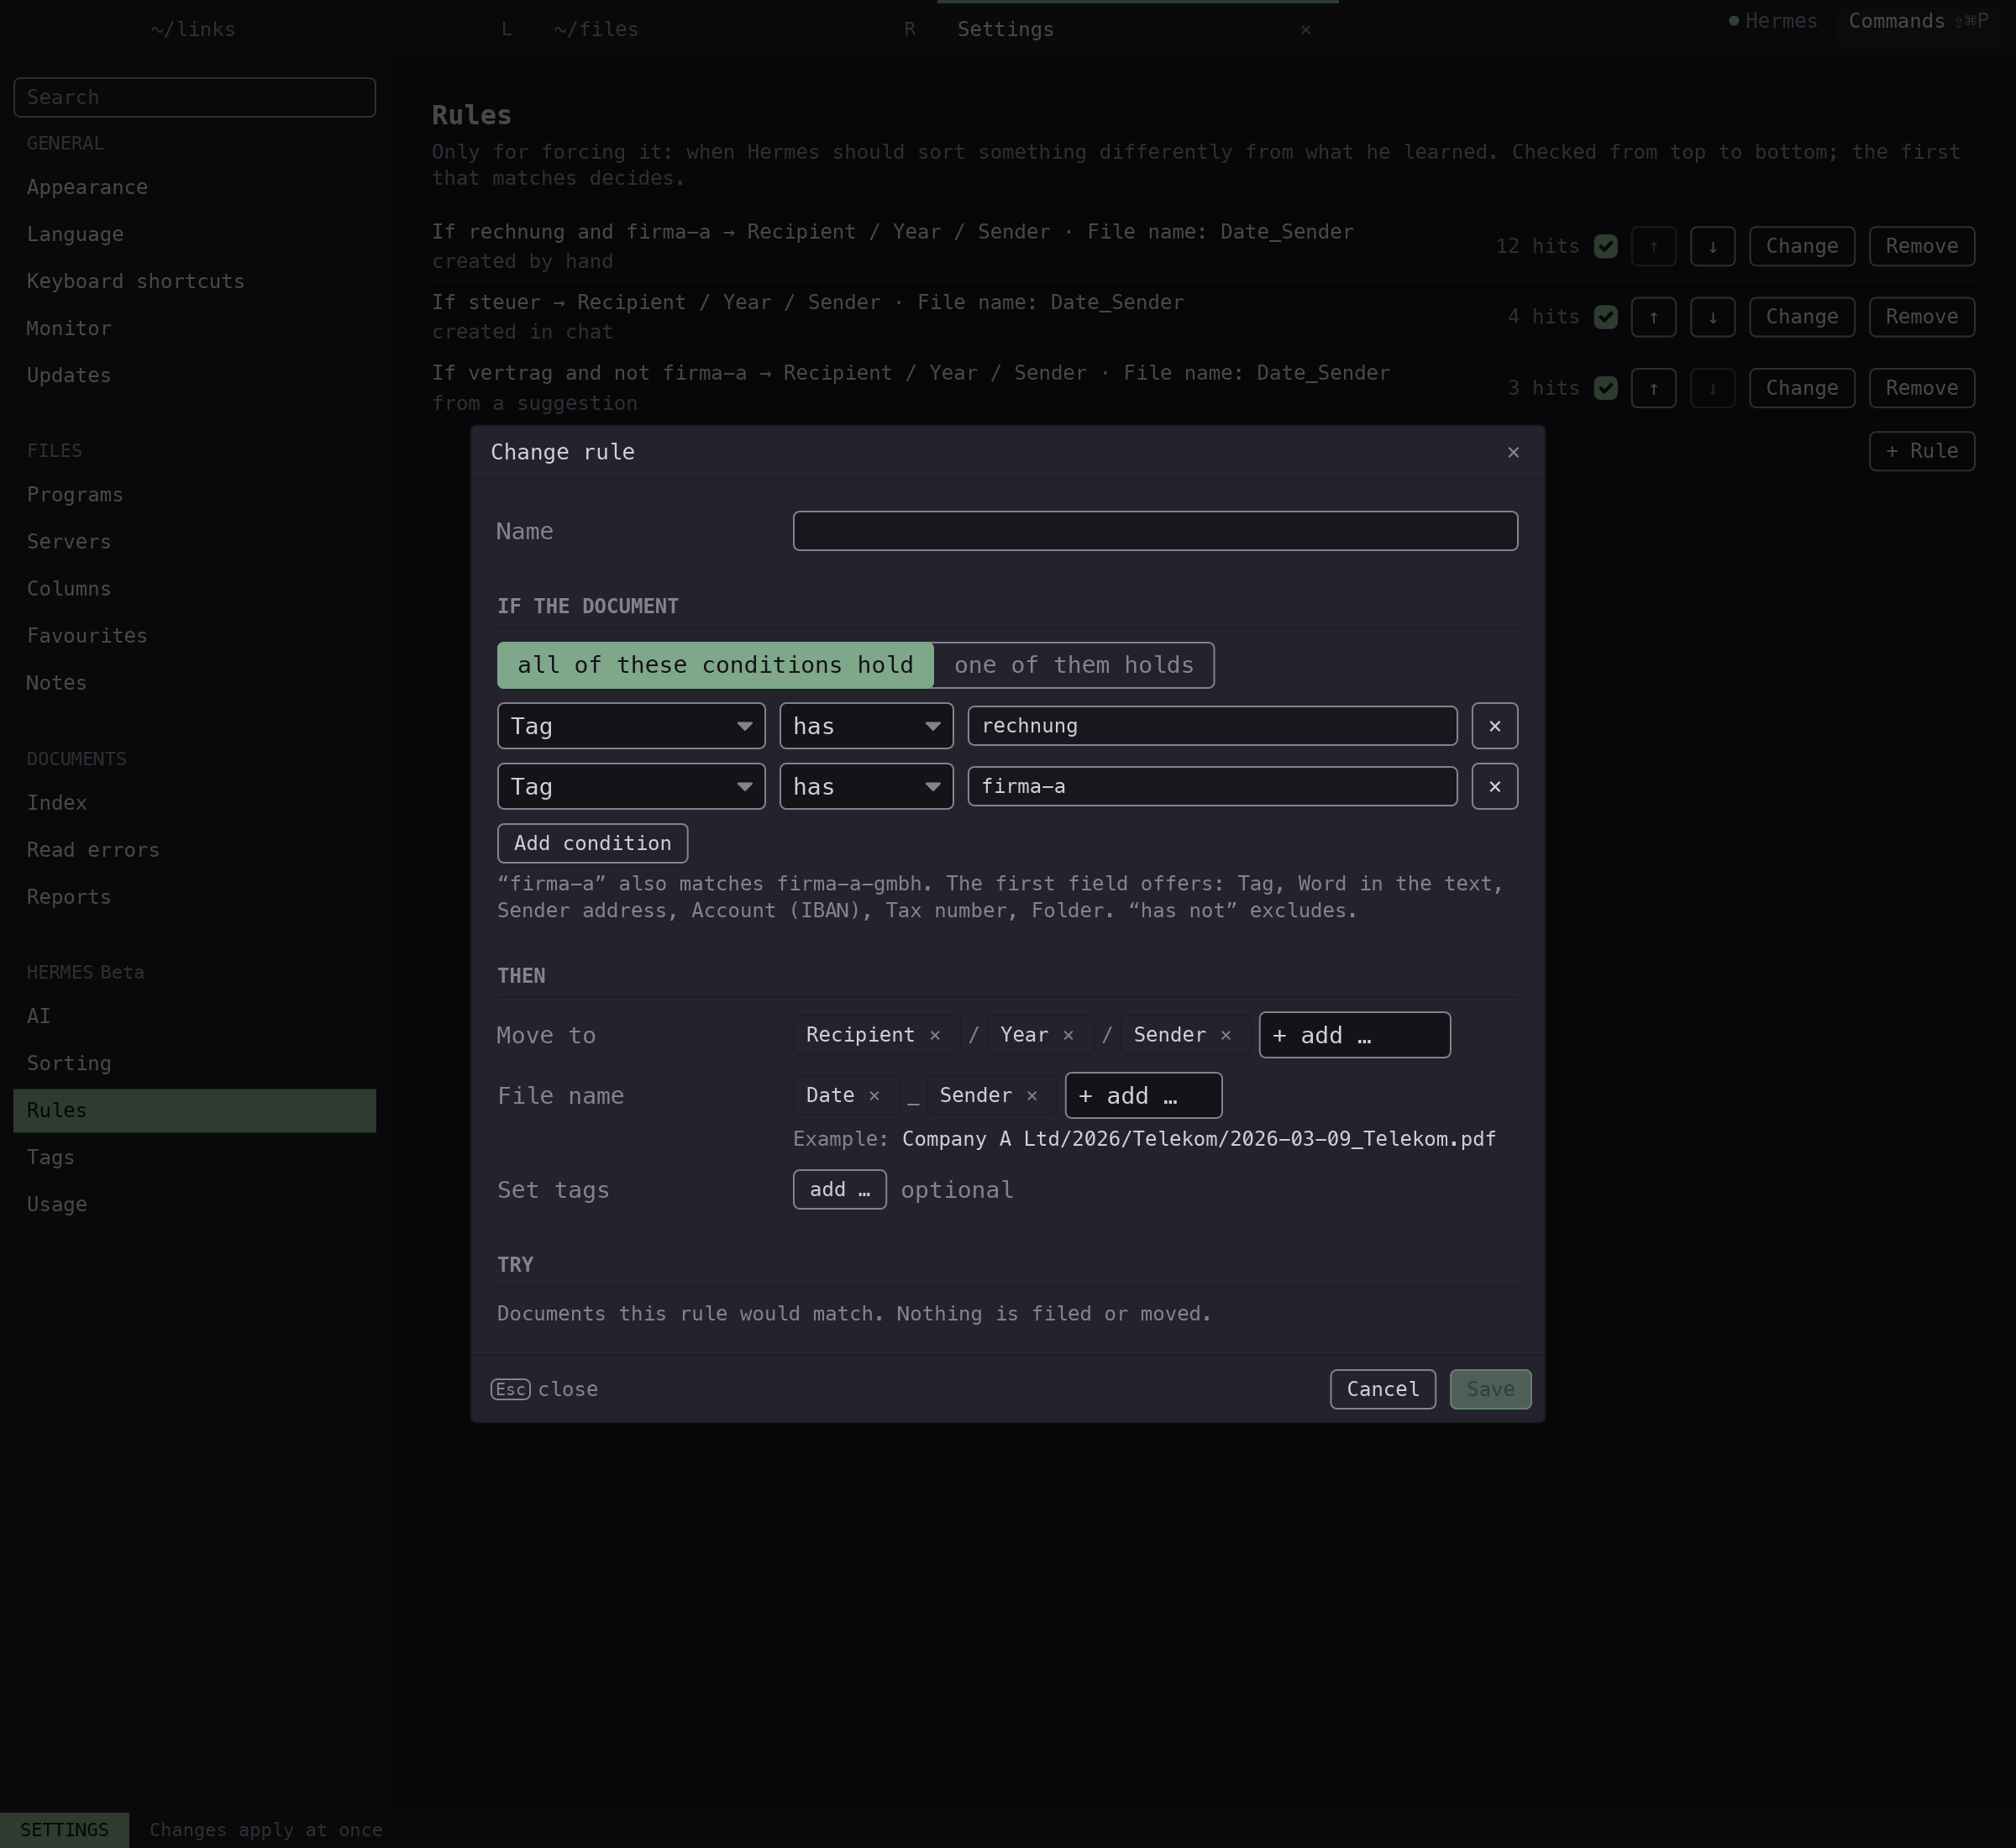 ~/links L ~/files R Settings × Hermes Commands ⇧⌘P
Search
GENERAL
Appearance
Language
Keyboard shortcuts
Monitor
Updates
FILES
Programs
Servers
Columns
Favourites
Notes
DOCUMENTS
Index
Read errors
Reports
HERMES Beta
AI
Sorting
Rules
Tags
Usage
Rules
Only for forcing it: when Hermes should sort something differently from what he learned. Checked from top to bottom; the first
that matches decides.
If rechnung and firma-a → Recipient / Year / Sender · File name: Date_Sender
created by hand
12 hits ↑ ↓ Change Remove
If steuer → Recipient / Year / Sender · File name: Date_Sender
created in chat
4 hits ↑ ↓ Change Remove
If vertrag and not firma-a → Recipient / Year / Sender · File name: Date_Sender
from a suggestion
3 hits ↑ ↓ Change Remove
+ Rule
Change rule ×
Name
IF THE DOCUMENT
all of these conditions hold one of them holds
Tag has rechnung ×
Tag has firma-a ×
Add condition
“firma-a” also matches firma-a-gmbh. The first field offers: Tag, Word in the text,
Sender address, Account (IBAN), Tax number, Folder. “has not” excludes.
THEN
Move to Recipient × / Year × / Sender × + add …
File name Date × _ Sender × + add …
Example: Company A Ltd/2026/Telekom/2026-03-09_Telekom.pdf
Set tags add … optional
TRY
Documents this rule would match. Nothing is filed or moved.
Esc close Cancel Save
SETTINGS Changes apply at once